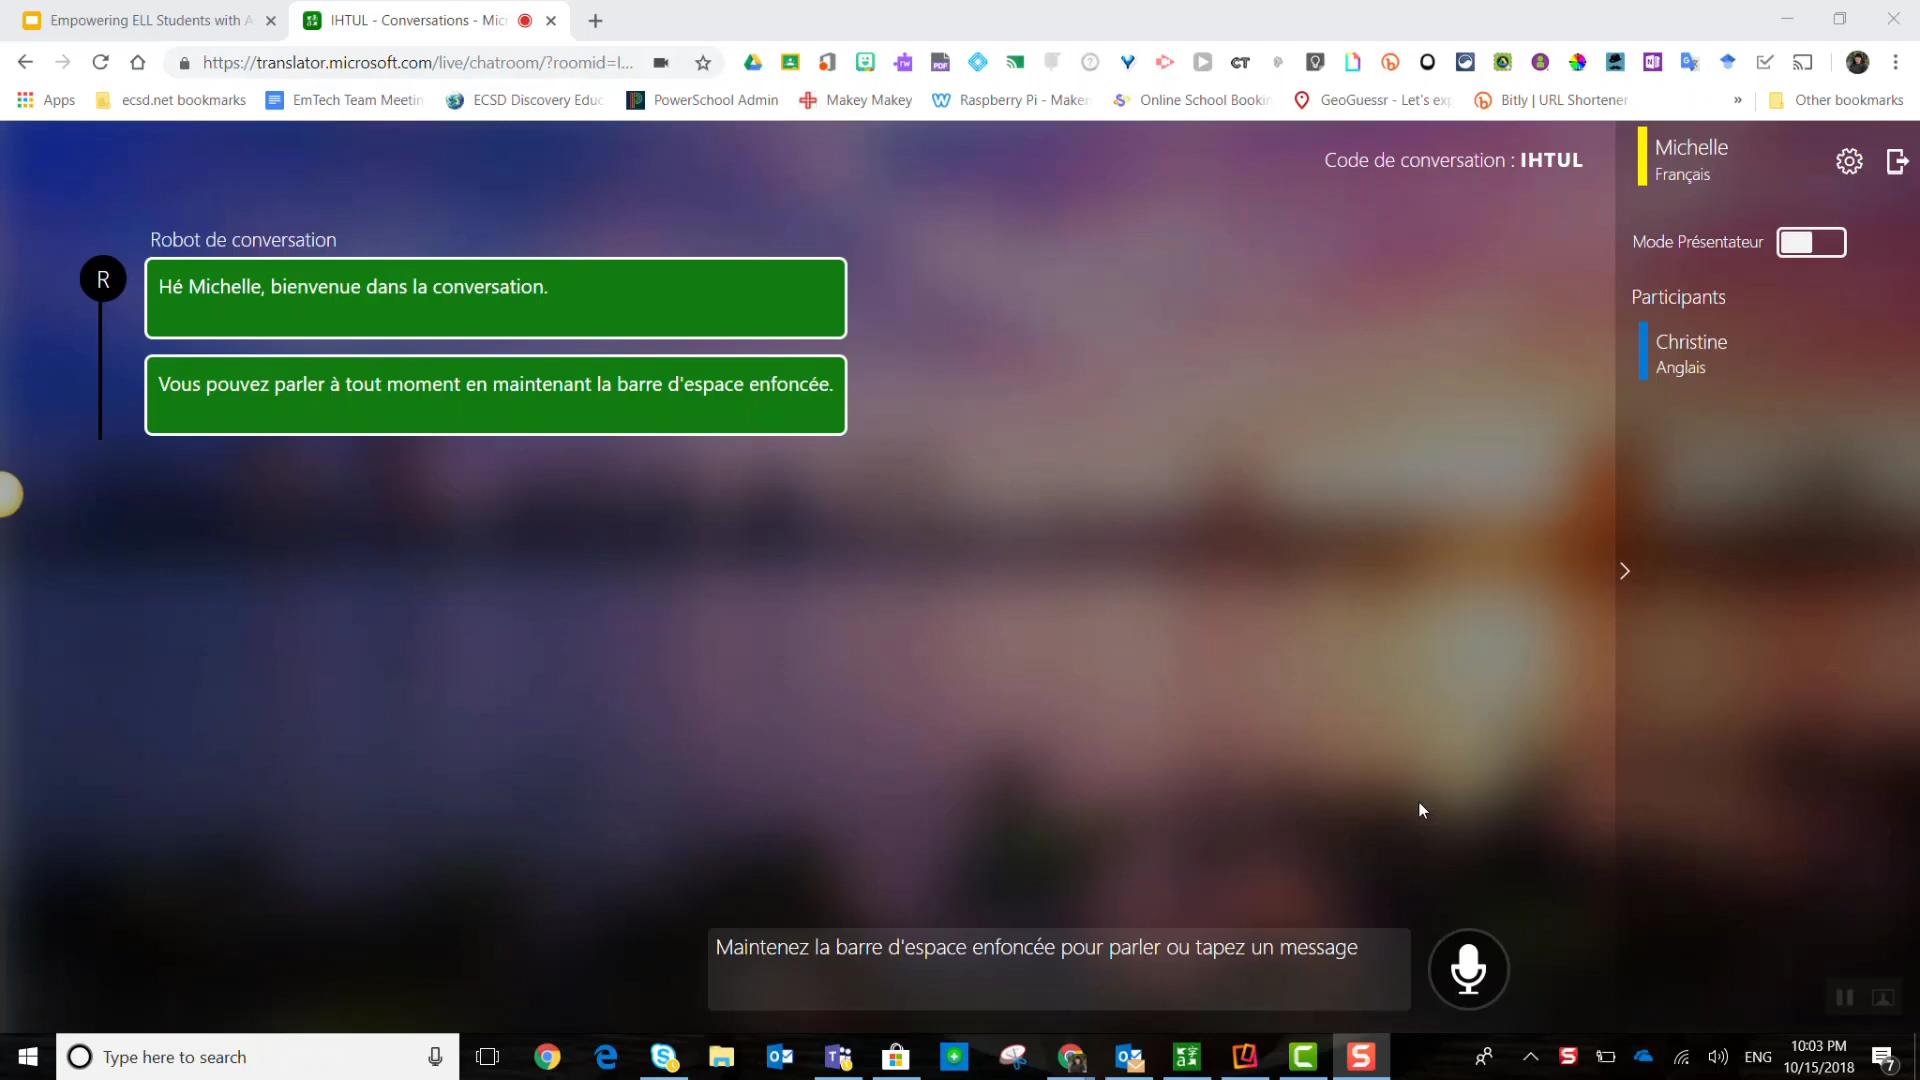 Empowering ELL Students with A
IHTUL - Conversations - Micr
https://translator.microsoft.com/live/chatroom/?roomid=I...
Apps
ecsd.net bookmarks
EmTech Team Meetin
ECSD Discovery Educ
PowerSchool Admin
Makey Makey
Raspberry Pi - Maker
Online School Bookin
GeoGuessr - Let's exp
Bitly | URL Shortener
»
Other bookmarks
Code de conversation : IHTUL
Michelle
Français
Mode Présentateur
Participants
Christine
Anglais
Robot de conversation
R
Hé Michelle, bienvenue dans la conversation.
Vous pouvez parler à tout moment en maintenant la barre d'espace enfoncée.
Maintenez la barre d'espace enfoncée pour parler ou tapez un message
Type here to search
ENG
10:03 PM
10/15/2018
7